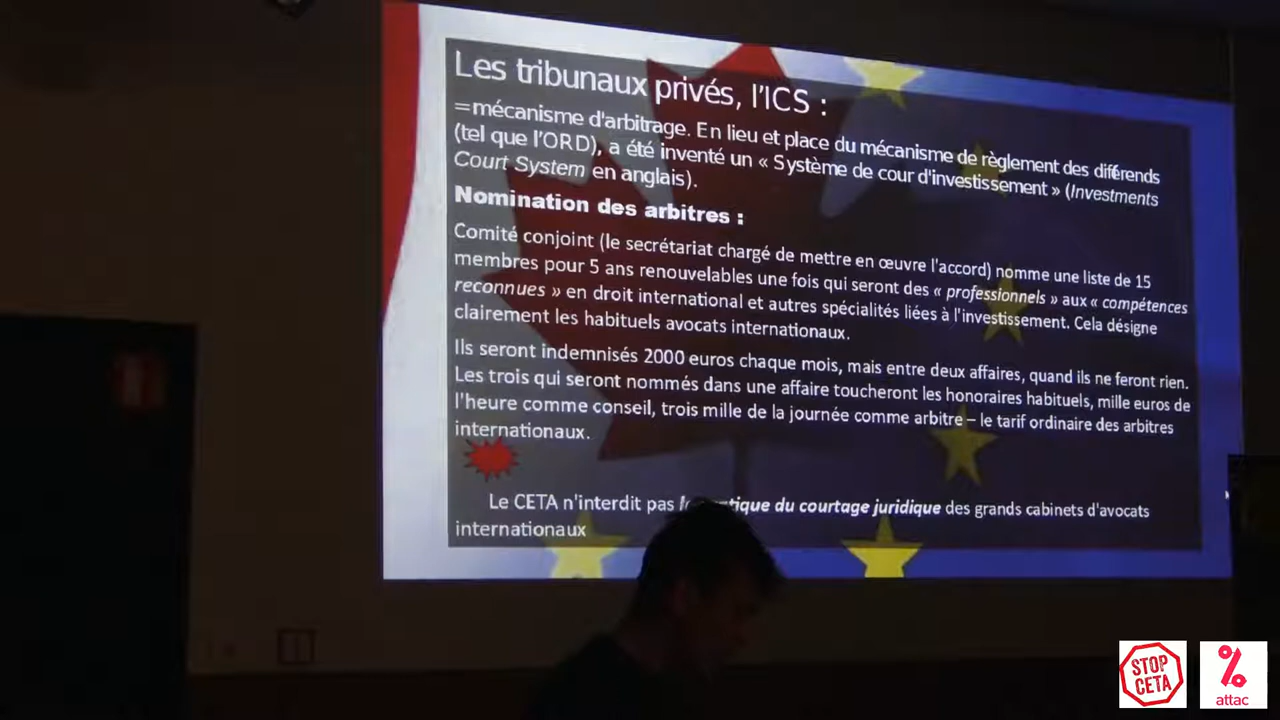 Les tribunaux privés, l'ICS :
=mécanisme d'arbitrage. En lieu et place du mécanisme de règlement des différends
(tel que l'ORD), a été inventé un « Système de cour d'investissement » (Investments
Court System en anglais).
Nomination des arbitres :
Comité conjoint (le secrétariat chargé de mettre en œuvre l'accord) nomme une liste de 15
membres pour 5 ans renouvelables une fois qui seront des « professionnels » aux « compétences
reconnues » en droit international et autres spécialités liées à l'investissement. Cela désigne
clairement les habituels avocats internationaux.
Ils seront indemnisés 2000 euros chaque mois, mais entre deux affaires, quand ils ne feront rien.
Les trois qui seront nommés dans une affaire toucheront les honoraires habituels, mille euros de
l'heure comme conseil, trois mille de la journée comme arbitre – le tarif ordinaire des arbitres
internationaux.
Le CETA n'interdit pas du courtage juridique des grands cabinets d'avocats
internationaux
STOP
CETA
attac